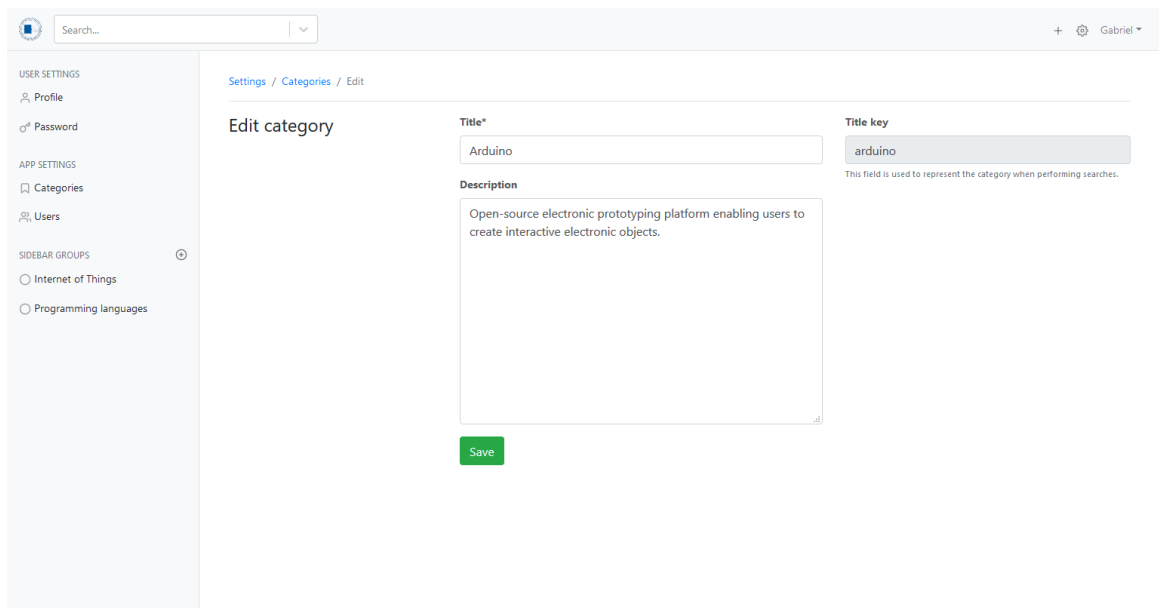 Search...
Gabriel
USER SETTINGS
Profile
Password
APP SETTINGS
Categories
Users
SIDEBAR GROUPS
Internet of Things
Programming languages
Settings / Categories / Edit
Edit category
Title*
Arduino
Description
Open-source electronic prototyping platform enabling users to
create interactive electronic objects.
Save
Title key
arduino
This field is used to represent the category when performing searches.